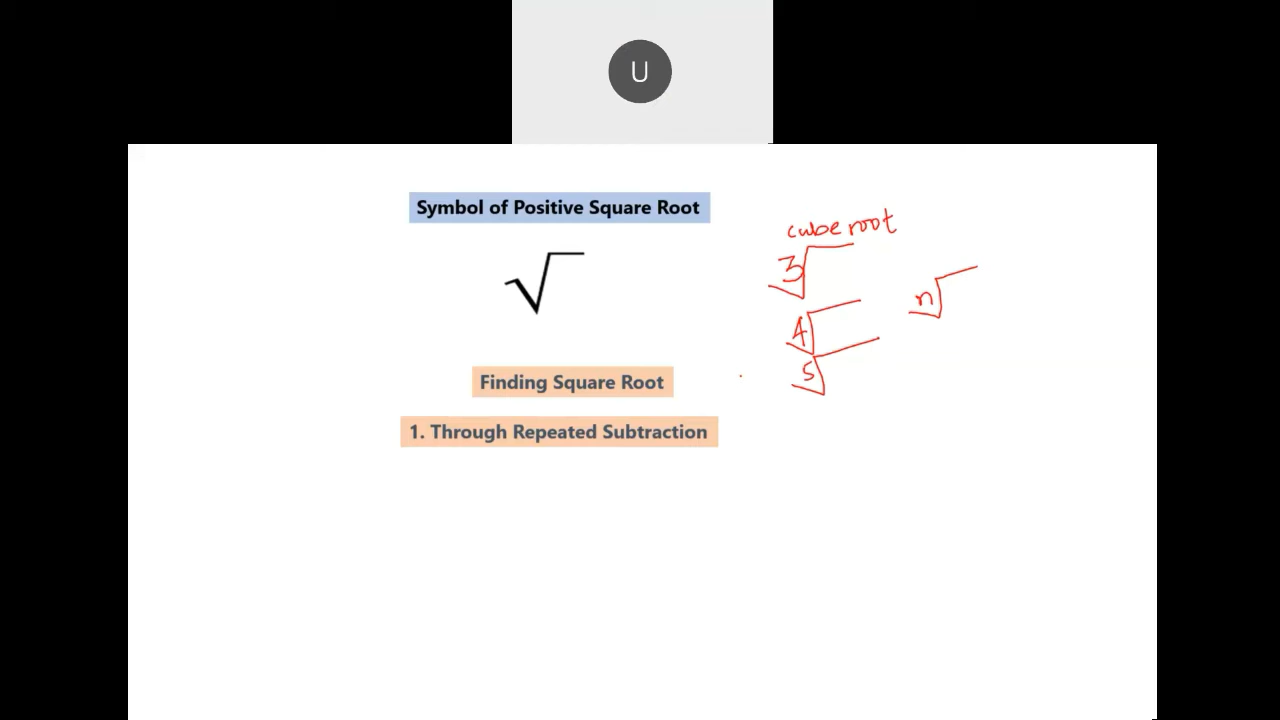 U
Symbol of Positive Square Root
√
cube root
3√
n√
4√
5√
Finding Square Root
1. Through Repeated Subtraction